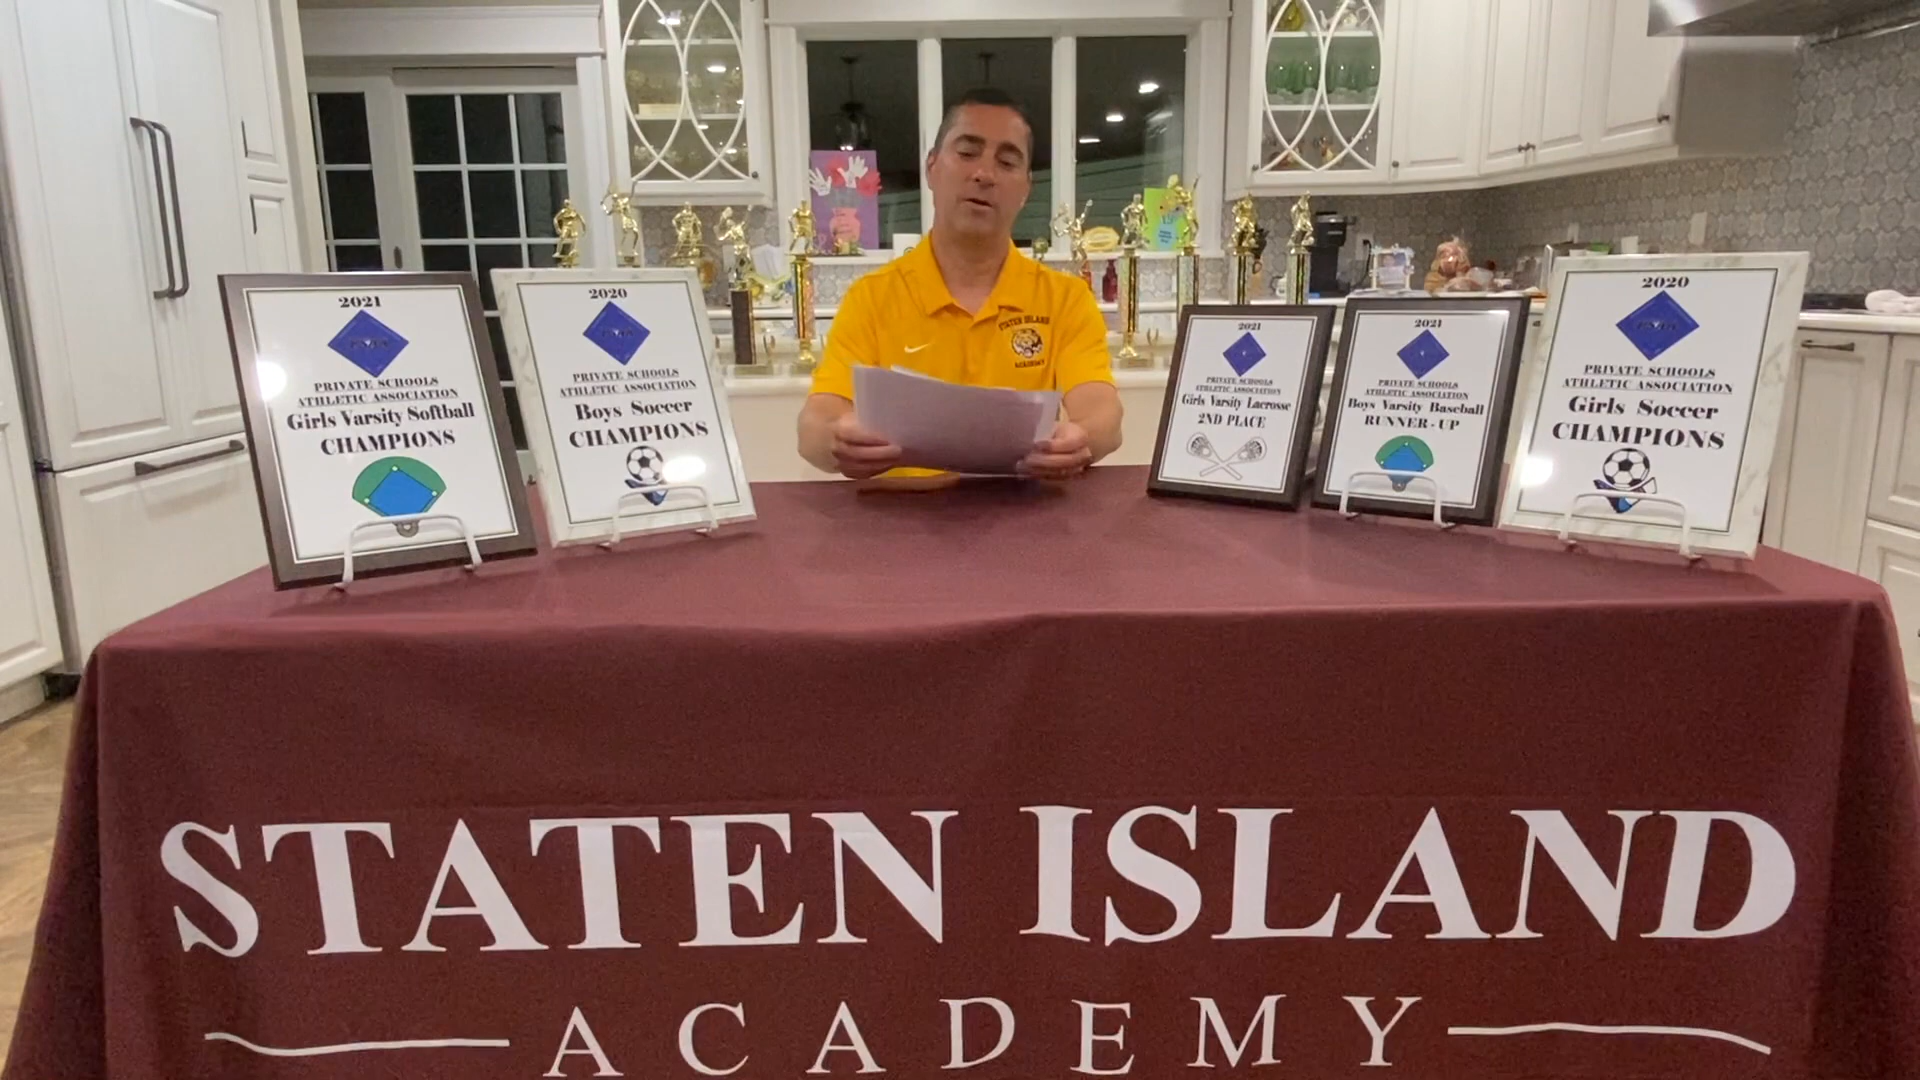 2021
PRIVATE SCHOOLS
ATHLETIC ASSOCIATION
Girls Varsity Softball
CHAMPIONS
2020
PRIVATE SCHOOLS
ATHLETIC ASSOCIATION
Boys Soccer
CHAMPIONS
STATEN ISLAND
ACADEMY
2021
PRIVATE SCHOOLS
ATHLETIC ASSOCIATION
Girls Varsity Lacrosse
2ND PLACE
2021
PRIVATE SCHOOLS
ATHLETIC ASSOCIATION
Boys Varsity Baseball
RUNNER-UP
2020
PRIVATE SCHOOLS
ATHLETIC ASSOCIATION
Girls Soccer
CHAMPIONS
STATEN ISLAND
ACADEMY